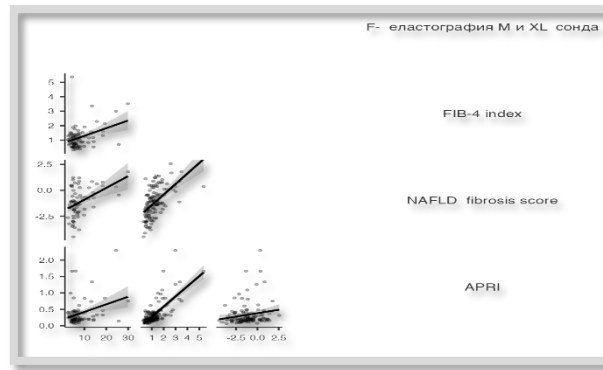 F- еластография М и XL сонда
5
4
3
2
1
FIB-4 index
2.5
0.0
-2.5
NAFLD fibrosis score
2.0
1.5
1.0
0.5
0.0
APRI
10 20 30 1 2 3 4 5 -2.5 0.0 2.5